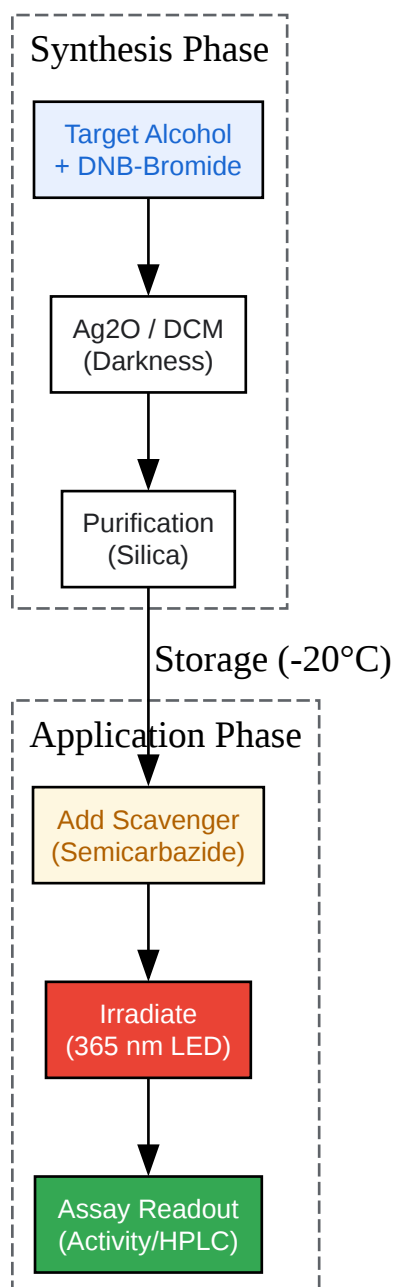 Synthesis Phase
Target Alcohol
+ DNB-Bromide
Ag2O / DCM
(Darkness)
Purification
(Silica)
Storage (-20°C)
Application Phase
Add Scavenger
(Semicarbazide)
Irradiate
(365 nm LED)
Assay Readout
(Activity/HPLC)